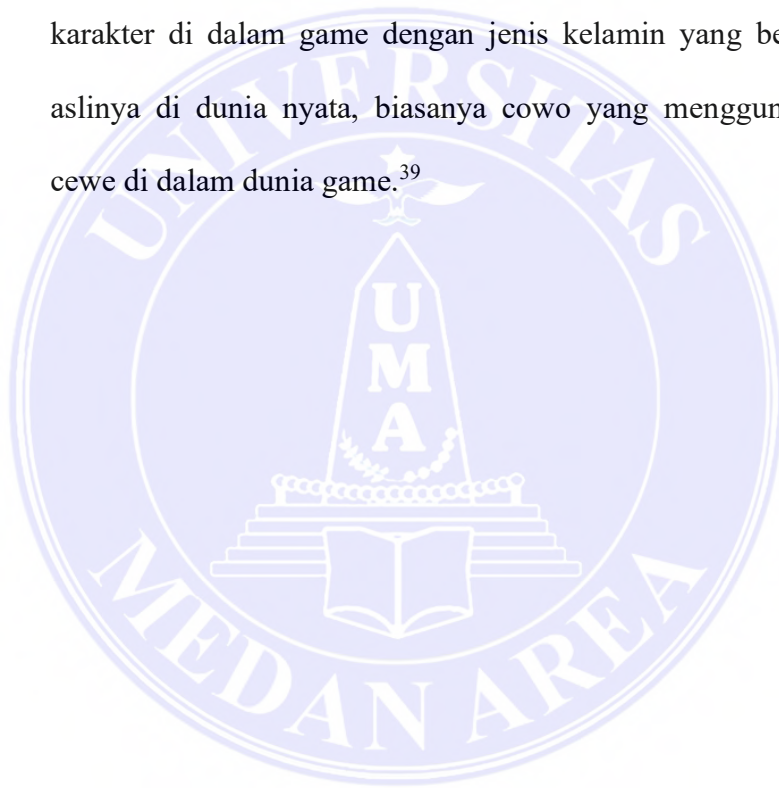 karakter di dalam game dengan jenis kelamin yang be
aslinya di dunia nyata, biasanya cowo yang menggun
cewe di dalam dunia game.39
UNIVERSITAS
UMA
MEDAN AREA